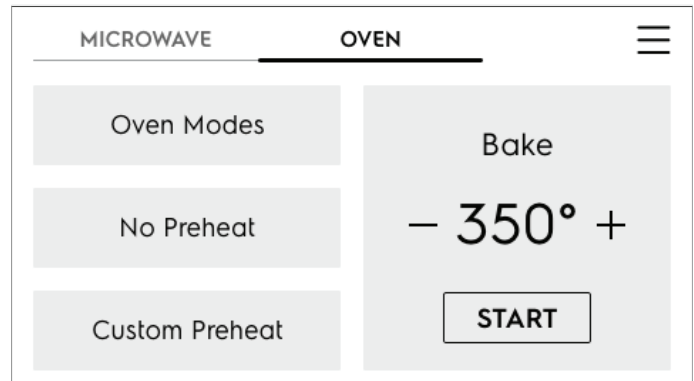 MICROWAVE
OVEN
Oven Modes
No Preheat
Custom Preheat
Bake
− 350° +
START